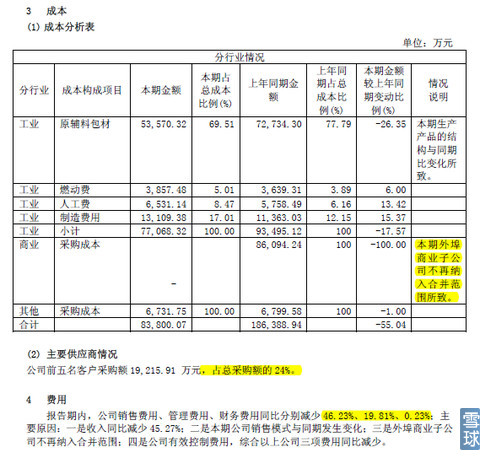 3 成本
(1) 成本分析表
单位：万元
分行业情况
分行业 成本构成项目 本期金额 本期占总成本比例(%) 上年同期金额 上年同期占总成本比例(%) 本期金额较上年同期变动比例(%) 情况说明
工业 原辅料包材 53,570.32 69.51 72,734.30 77.79 -26.35 本期生产产品的结构与同期比变化所致。
工业 燃动费 3,857.48 5.01 3,639.31 3.89 6.00
工业 人工费 6,531.14 8.47 5,758.49 6.16 13.42
工业 制造费用 13,109.38 17.01 11,363.03 12.15 15.37
工业 小计 77,068.32 100.00 93,495.12 100 -17.57
商业 采购成本 - 86,094.24 100 -100.00 本期外埠商业子公司不再纳入合并范围所致。
其他 采购成本 6,731.75 100.00 6,799.58 100 -1.00
合计 83,800.07 186,388.94 -55.04
(2) 主要供应商情况
公司前五名客户采购额 19,215.91 万元，占总采购额的 24%。
4 费用
报告期内，公司销售费用、管理费用、财务费用同比分别减少 46.23%、19.81%、0.23%；主
要原因：一是收入同比减少 45.27%；二是本期公司销售模式与同期发生变化；三是外埠商业子公
司不再纳入合并范围；四是公司有效控制费用，综合以上公司三项费用同比减少。
雪球